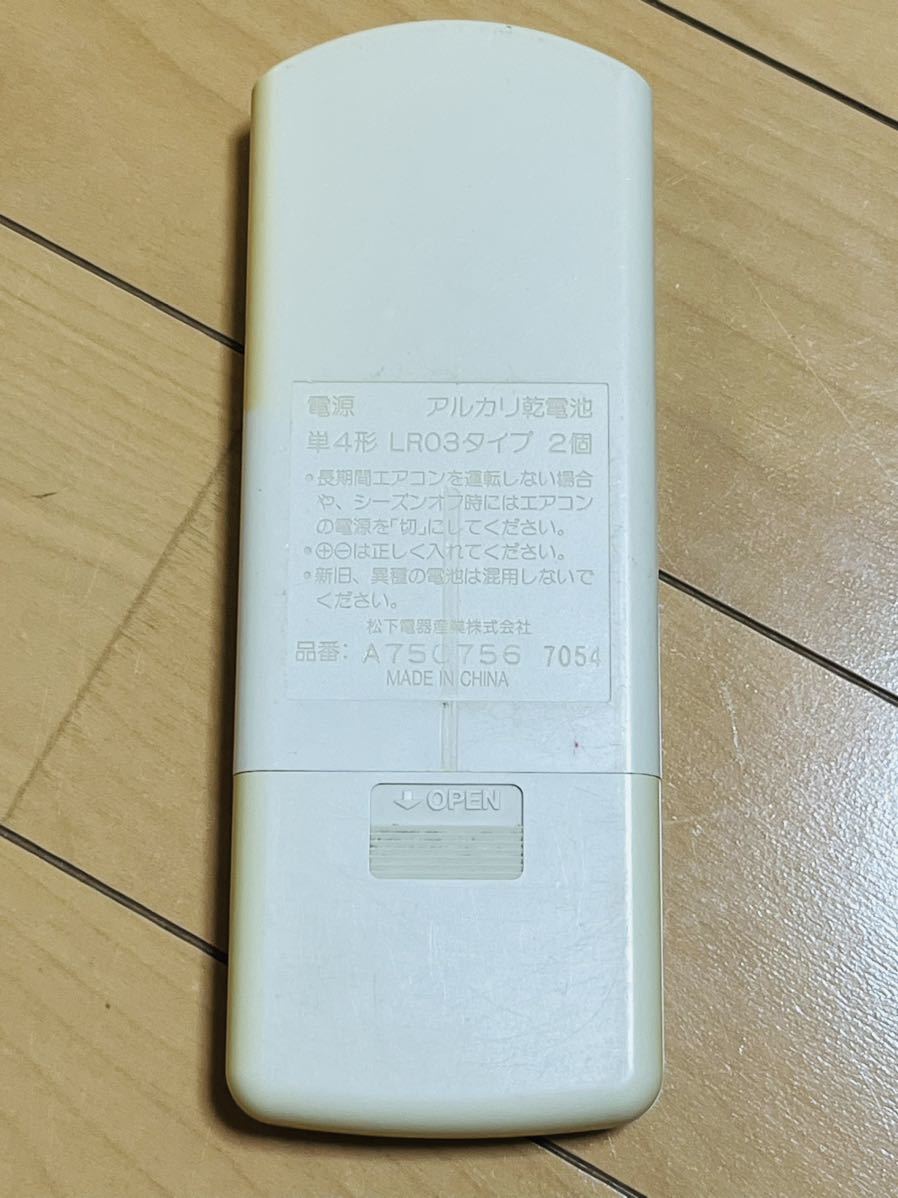 電源 アルカリ乾電池
単4形 LR03タイプ 2個
・長期間エアコンを運転しない場合
や、シーズンオフ時にはエアコン
の電源を「切」にしてください。
・⊕⊖は正しく入れてください。
・新旧、異種の電池は混用しないで
ください。
松下電器産業株式会社
品番: A75C756 7054
MADE IN CHINA
OPEN